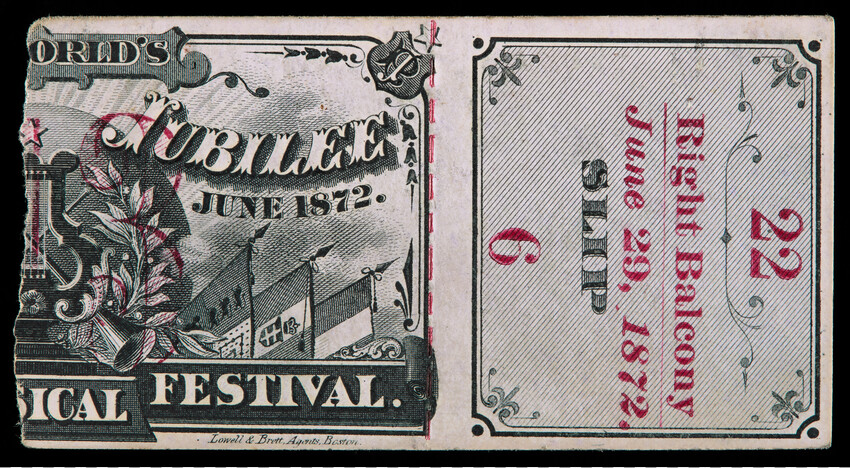 ORLD'S
JUBILEE
JUNE 1872.
SICAL FESTIVAL.
Lowell & Brett, Agents, Boston.
22
Right Balcony
June 29, 1872.
SLIP
6